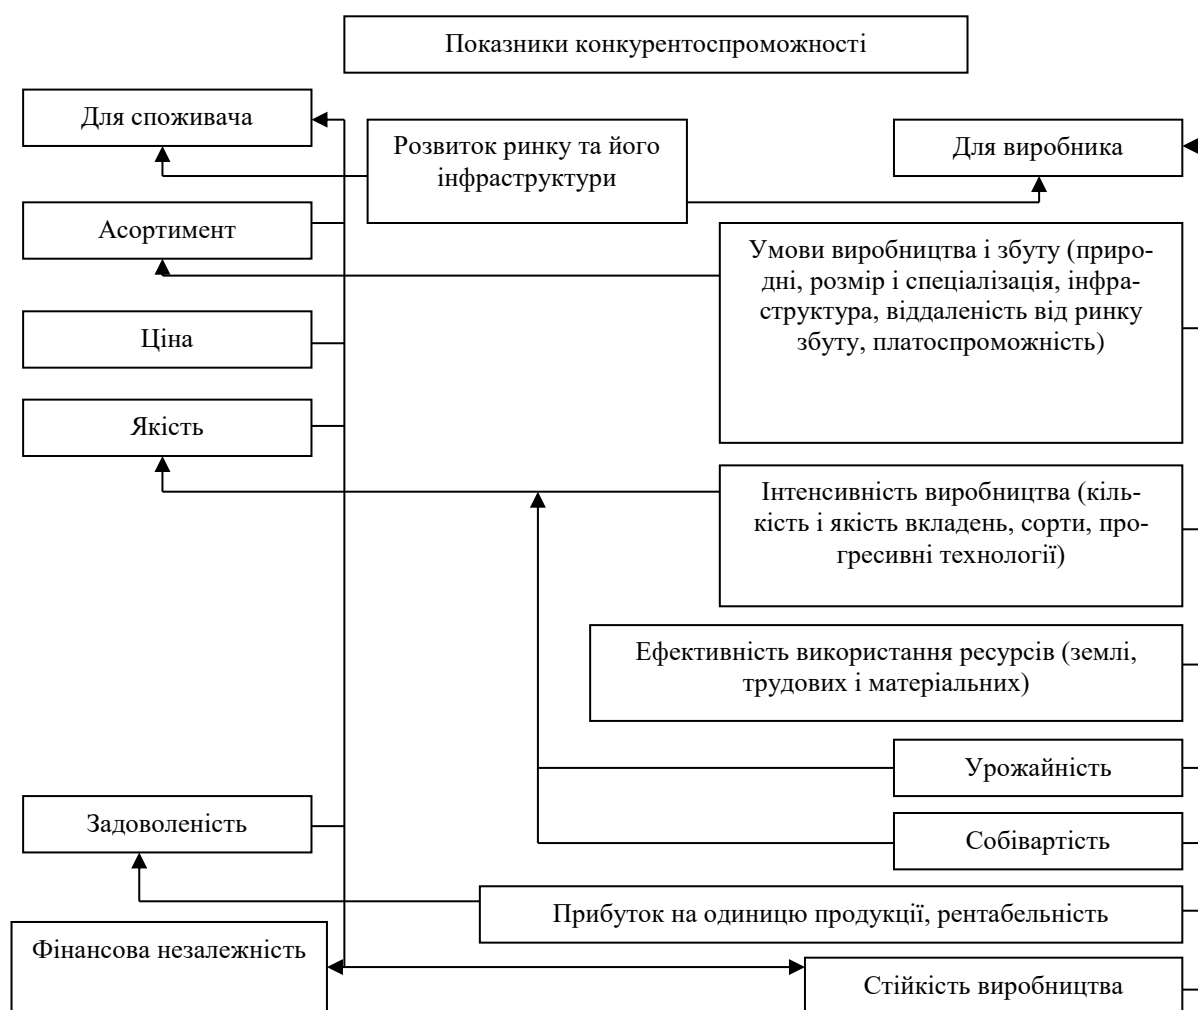 Показники конкурентоспроможності
Для споживача
Розвиток ринку та його
інфраструктури
Для виробника
Асортимент
Умови виробництва і збуту (приро-
дні, розмір і спеціалізація, інфра-
структура, віддаленість від ринку
збуту, платоспроможність)
Ціна
Якість
Інтенсивність виробництва (кіль-
кість і якість вкладень, сорти, про-
гресивні технології)
Ефективність використання ресурсів (землі,
трудових і матеріальних)
Урожайність
Задоволеність
Собівартість
Прибуток на одиницю продукції, рентабельність
Фінансова незалежність
Стійкість виробництва